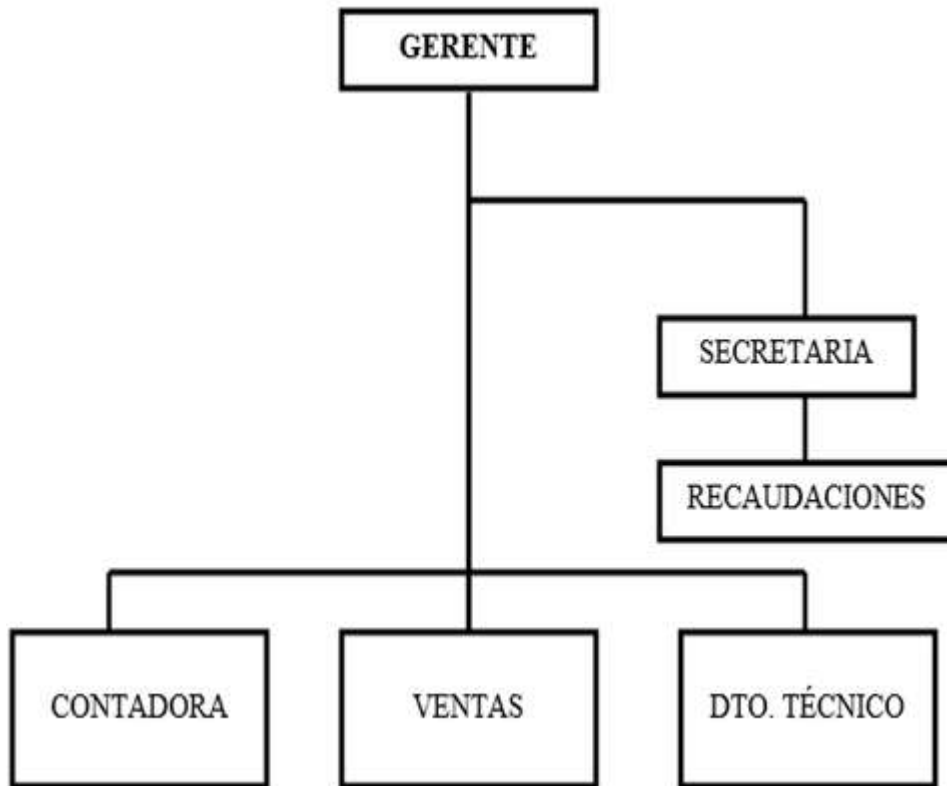 GERENTE
SECRETARIA
RECAUDACIONES
CONTADORA
VENTAS
DTO. TÉCNICO